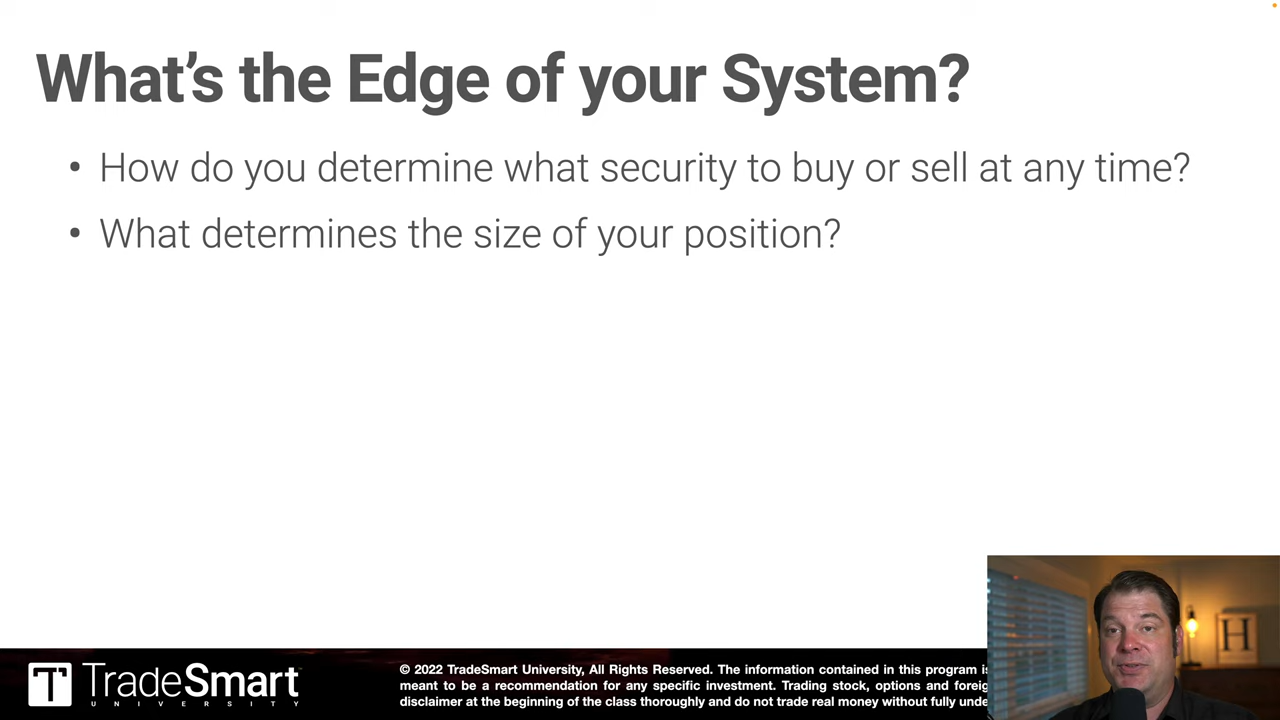 What’s the Edge of your System?
• How do you determine what security to buy or sell at any time?
• What determines the size of your position?
TradeSmart
UNIVERSITY
© 2022 TradeSmart University, All Rights Reserved. The information contained in this program is
meant to be a recommendation for any specific investment. Trading stock, options and
disclaimer at the beginning of the class thoroughly and do not trade real money without fully
H